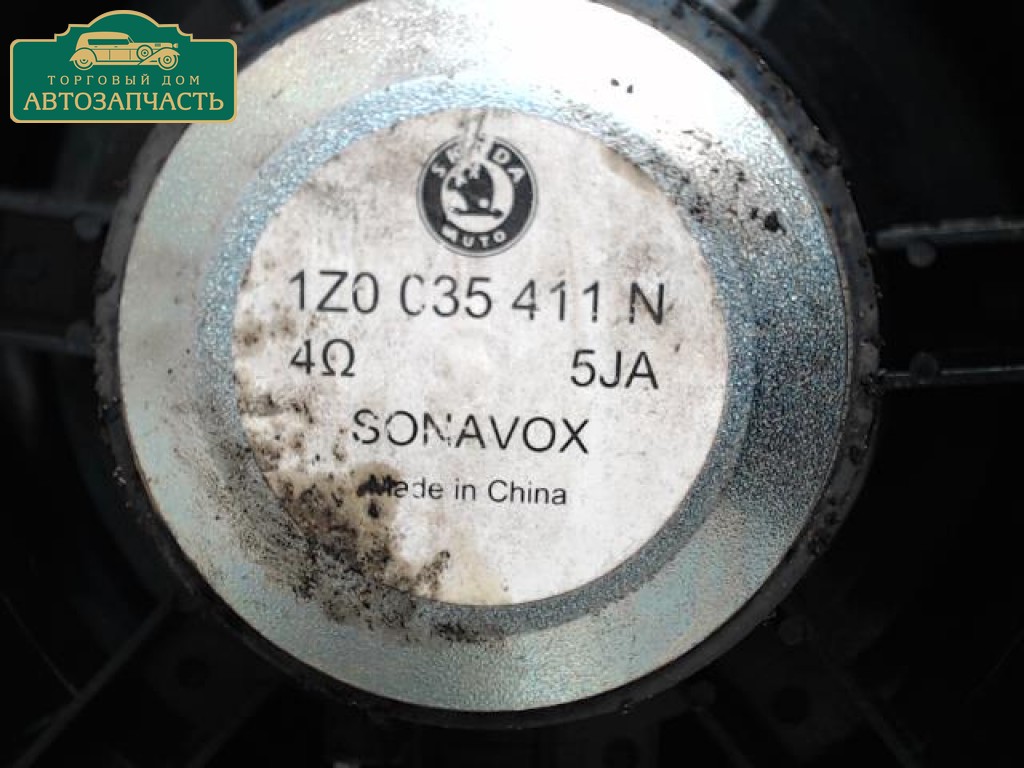 ТОРГОВЫЙ ДОМ
АВТОЗАПЧАСТЬ
SKODA
AUTO
1Z0 035 411 N
4Ω 5JA
SONAVOX
Made in China